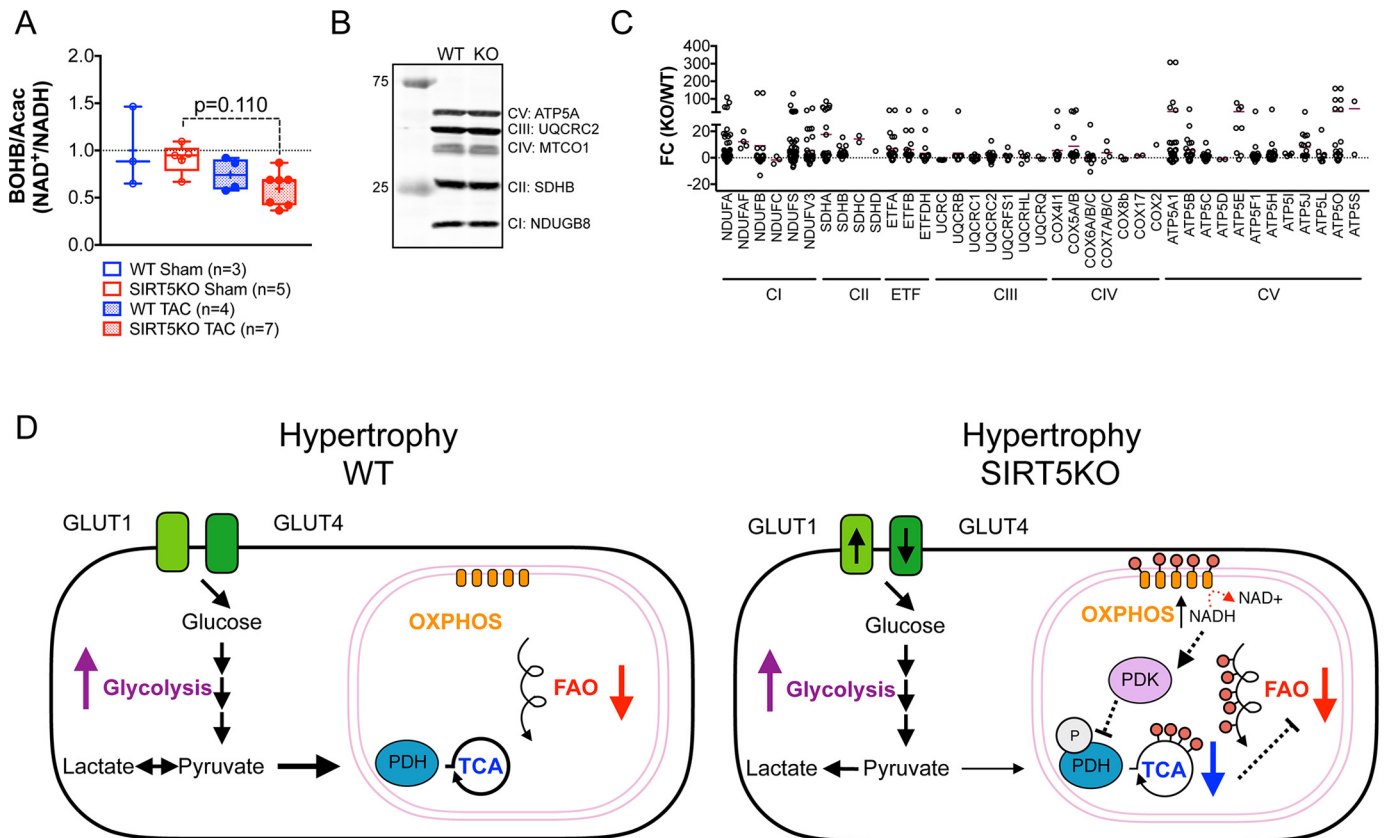 A
BOHB/Acac
(NAD⁺/NADH)
2.0
1.5
1.0
0.5
0.0
p=0.110
WT Sham (n=3)
SIRT5KO Sham (n=5)
WT TAC (n=4)
SIRT5KO TAC (n=7)
B
WT KO
75
25
CV: ATP5A
CIII: UQCRC2
CIV: MTCO1
CII: SDHB
CI: NDUGB8
C
FC (KO/WT)
400
300
200
100
20
0
-20
NDUFA
NDUFAF
NDUFB
NDUFC
NDUFS
NDUFV3
SDHA
SDHB
SDHC
SDHD
ETFA
ETFB
ETFDH
UCRC
UQCRB
UQCRC1
UQCRC2
UQCRFS1
UQCRHL
UQCRQ
COX4I1
COX5A/B
COX6A/B/C
COX7A/B/C
COX8b
COX17
COX2
ATP5A1
ATP5B
ATP5C
ATP5D
ATP5E
ATP5F1
ATP5H
ATP5I
ATP5J
ATP5L
ATP5O
ATP5S
CI
CII
ETF
CIII
CIV
CV
D
Hypertrophy
WT
GLUT1
GLUT4
Glucose
OXPHOS
Glycolysis
FAO
Lactate
Pyruvate
PDH
TCA
Hypertrophy
SIRT5KO
GLUT1
GLUT4
Glucose
OXPHOS
NADH
NAD+
Glycolysis
PDK
FAO
P
Lactate
Pyruvate
PDH
TCA